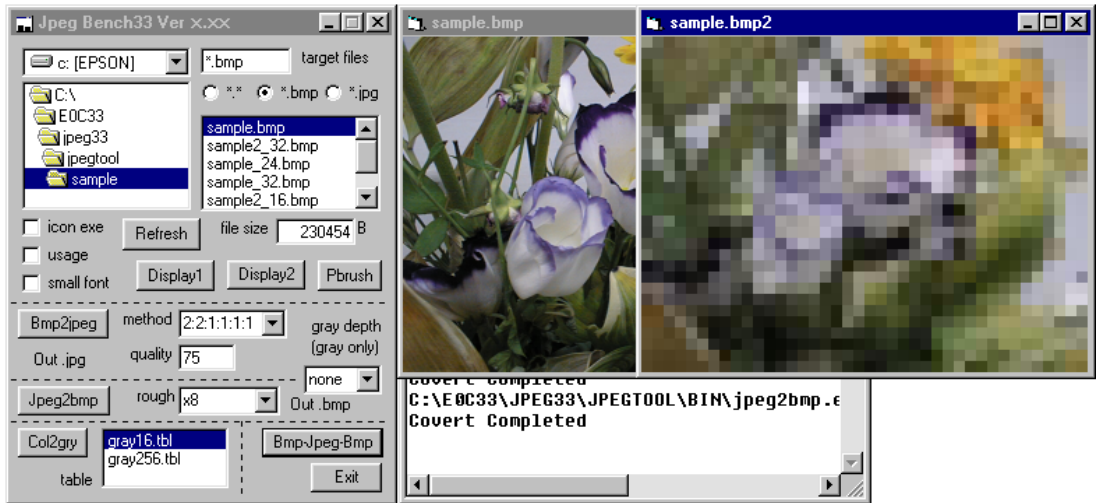 Jpeg Bench33 Ver x.xx
c: [EPSON]
*.bmp
target files
*.*
*.bmp
*.jpg
C:\
E0C33
jpeg33
jpegtool
sample
sample.bmp
sample2_32.bmp
sample_24.bmp
sample_32.bmp
sample2_16.bmp
icon exe
usage
small font
Refresh
file size
230454
B
Display1
Display2
Pbrush
Bmp2jpeg
method
2:2:1:1:1:1
gray depth
(gray only)
Out .jpg
quality
75
none
Jpeg2bmp
rough
x8
Out .bmp
Col2gry
gray16.tbl
gray256.tbl
table
Bmp-Jpeg-Bmp
Exit
sample.bmp
sample.bmp2
Covert Completed
C:\E0C33\JPEG33\JPEGTOOL\BIN\jpeg2bmp.e
Covert Completed